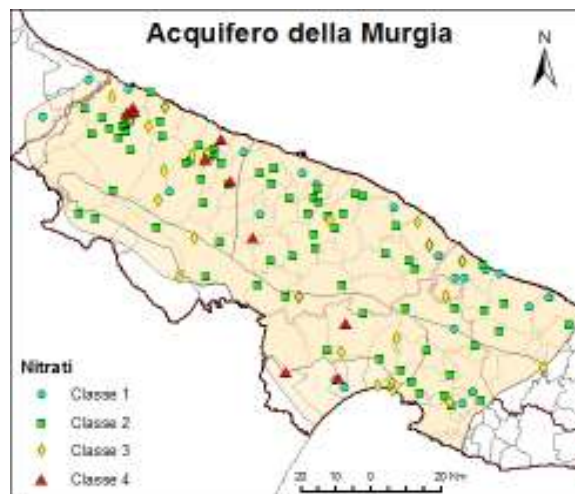 Acquifero della Murgia
N
Nitrati
Classe 1
Classe 2
Classe 3
Classe 4
20 10 0 20 Km